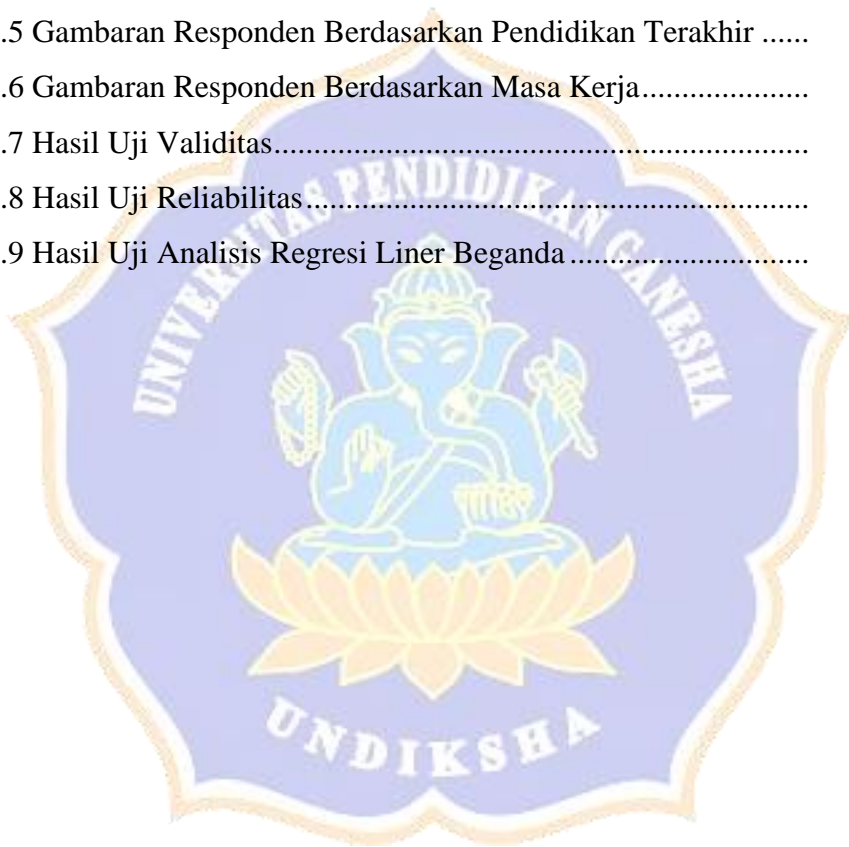 .5 Gambaran Responden Berdasarkan Pendidikan Terakhir ......
.6 Gambaran Responden Berdasarkan Masa Kerja.....................
.7 Hasil Uji Validitas...................................................................
.8 Hasil Uji Reliabilitas...............................................................
.9 Hasil Uji Analisis Regresi Liner Beganda ..............................
UNIVERSITAS PENDIDIKAN GANESHA
UNDIKSHA